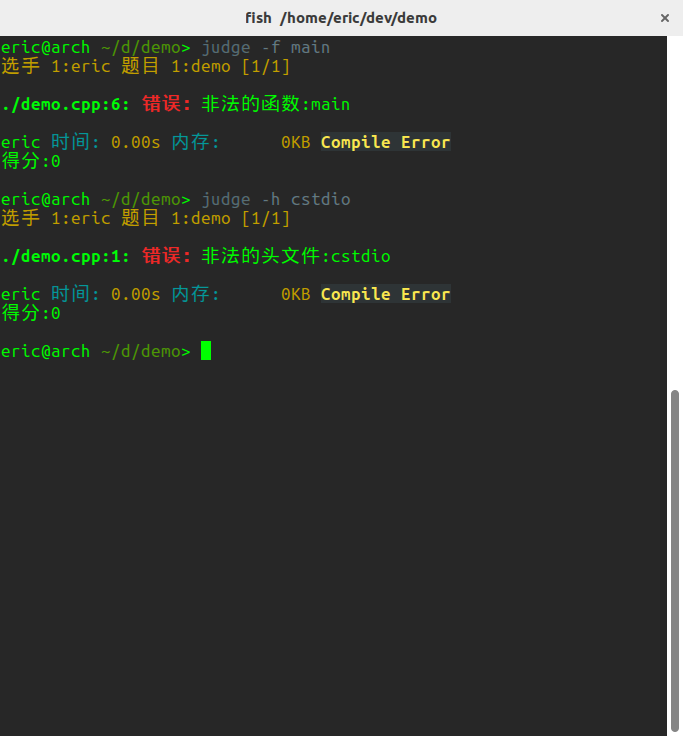 fish /home/eric/dev/demo
eric@arch ~/d/demo> judge -f main
选手 1:eric 题目 1:demo [1/1]
./demo.cpp:6: 错误: 非法的函数:main
eric 时间: 0.00s 内存: 0KB Compile Error
得分:0
eric@arch ~/d/demo> judge -h cstdio
选手 1:eric 题目 1:demo [1/1]
./demo.cpp:1: 错误: 非法的头文件:cstdio
eric 时间: 0.00s 内存: 0KB Compile Error
得分:0
eric@arch ~/d/demo>